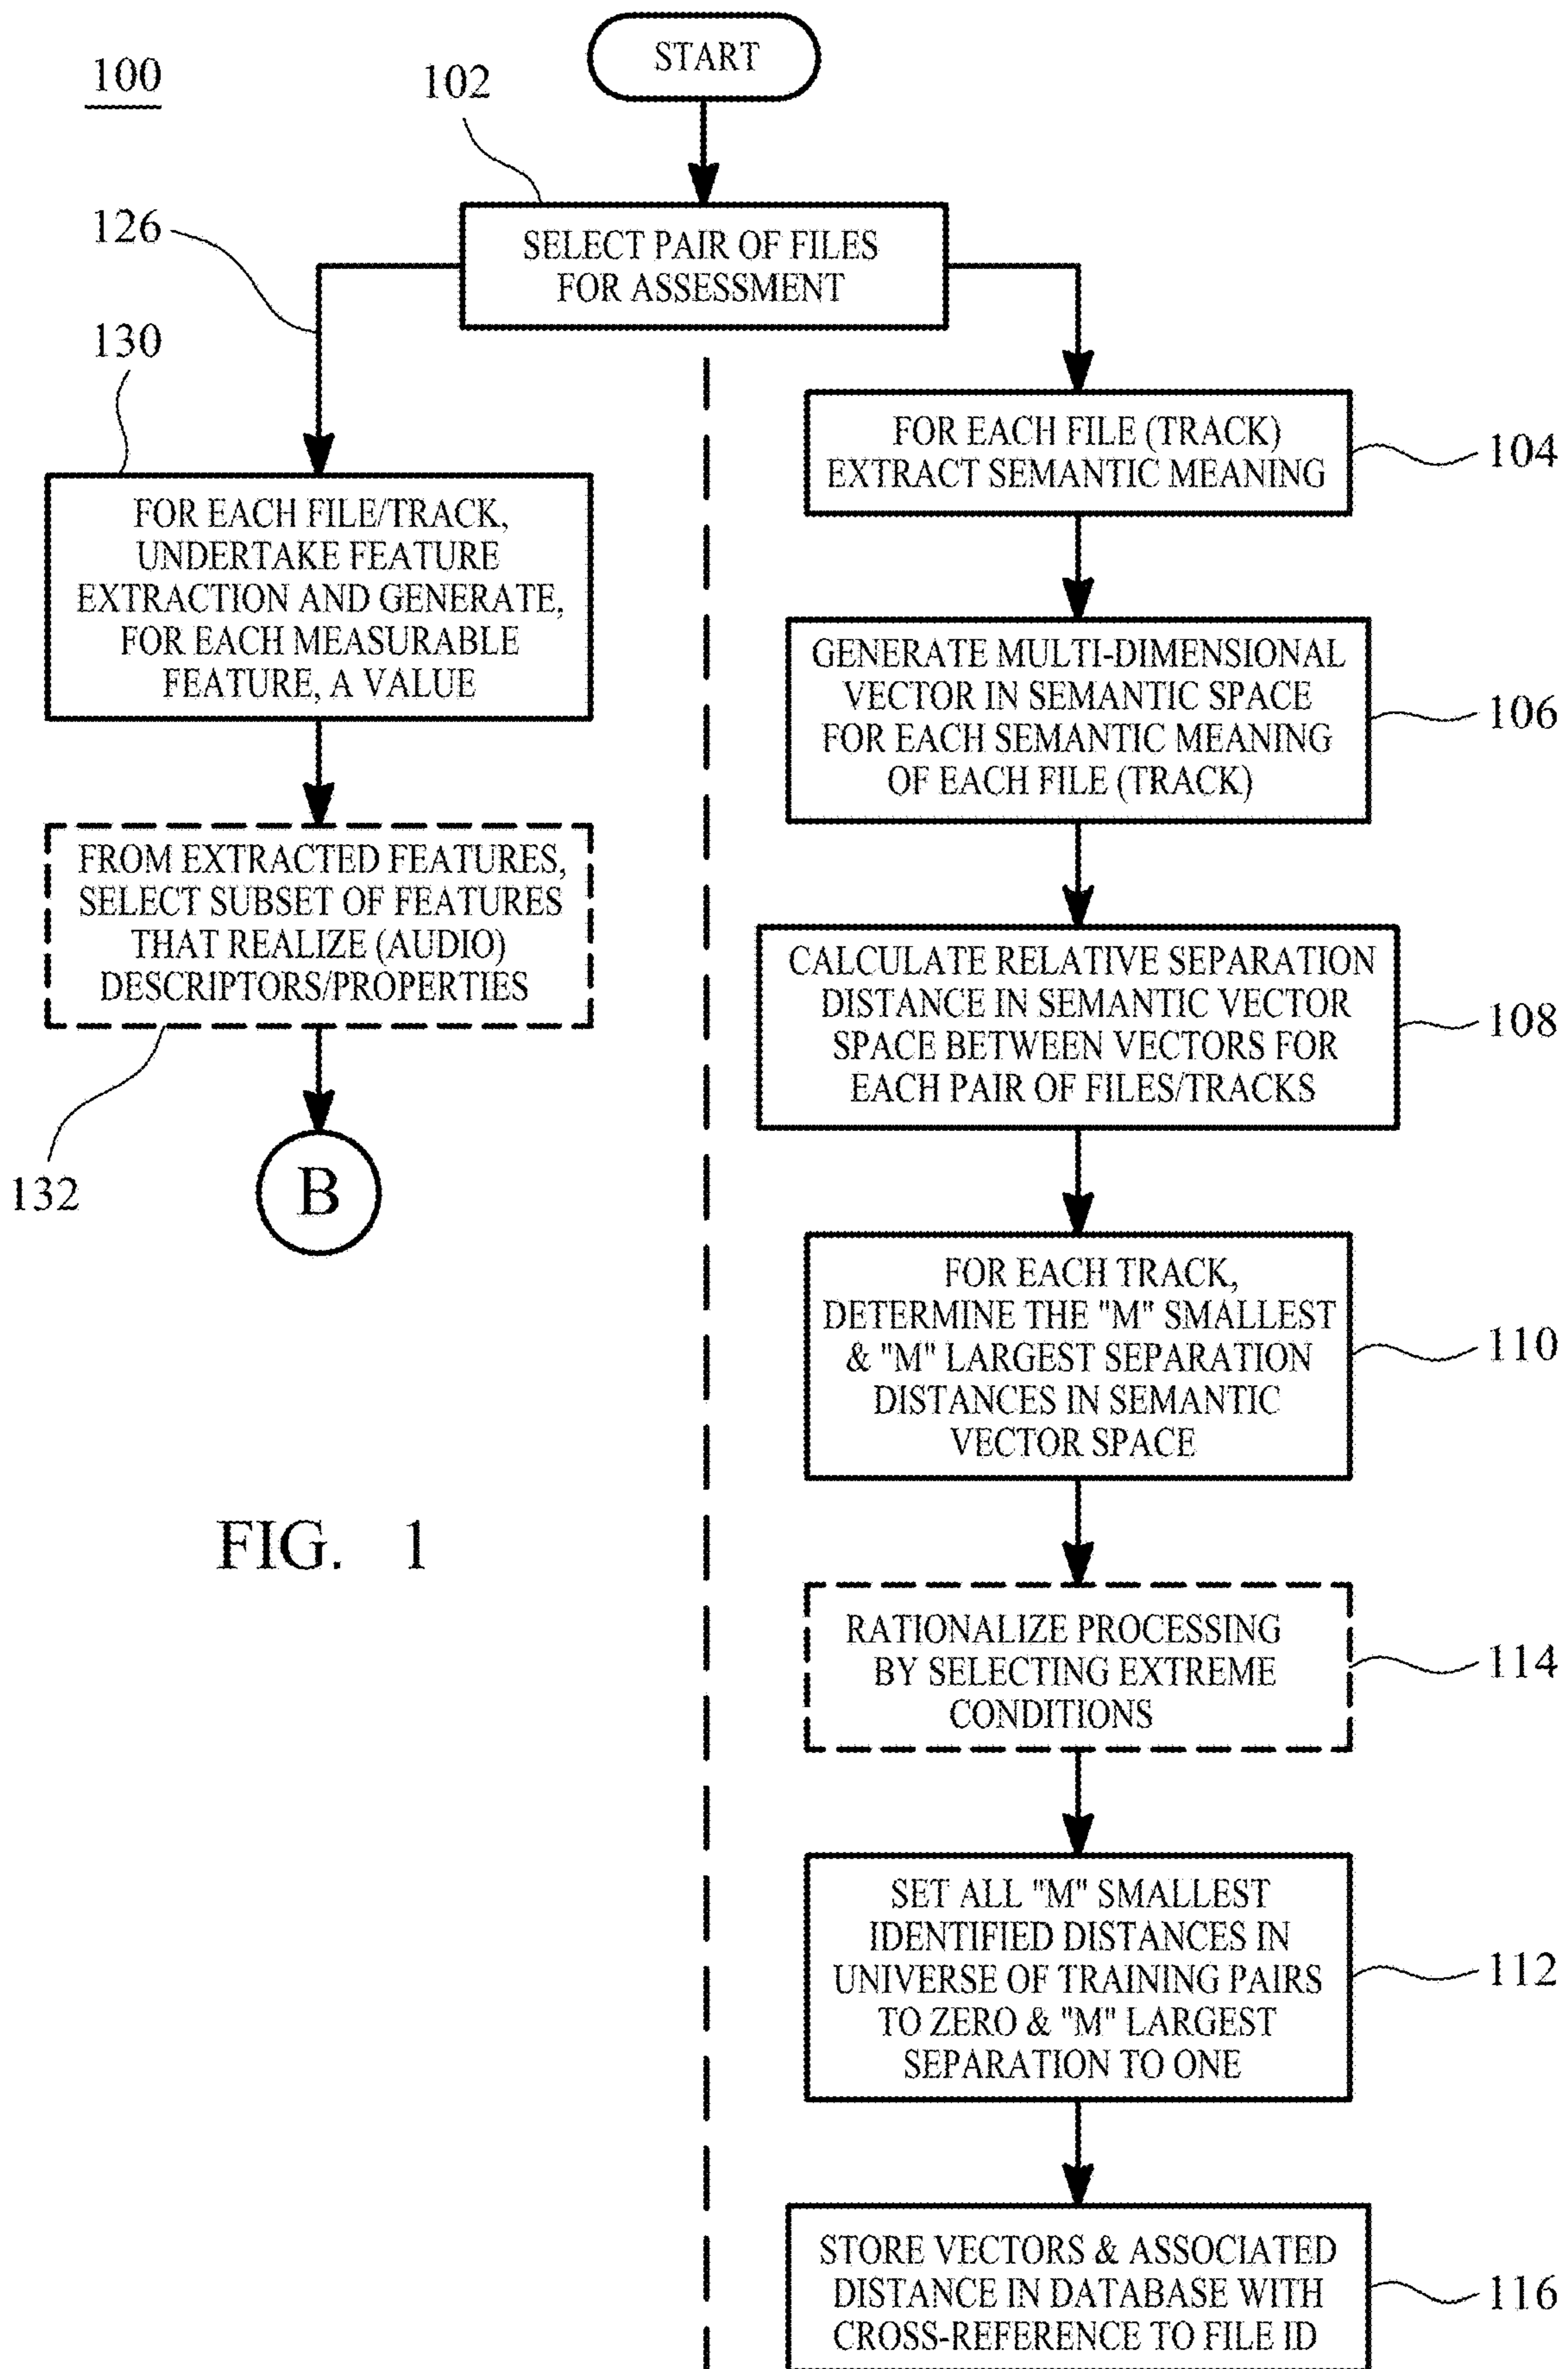 100
START
102
SELECT PAIR OF FILES
FOR ASSESSMENT
126
130
FOR EACH FILE/TRACK,
UNDERTAKE FEATURE
EXTRACTION AND GENERATE,
FOR EACH MEASURABLE
FEATURE, A VALUE
FROM EXTRACTED FEATURES,
SELECT SUBSET OF FEATURES
THAT REALIZE (AUDIO)
DESCRIPTORS/PROPERTIES
132
B
FOR EACH FILE (TRACK)
EXTRACT SEMANTIC MEANING
104
GENERATE MULTI-DIMENSIONAL
VECTOR IN SEMANTIC SPACE
FOR EACH SEMANTIC MEANING
OF EACH FILE (TRACK)
106
CALCULATE RELATIVE SEPARATION
DISTANCE IN SEMANTIC VECTOR
SPACE BETWEEN VECTORS FOR
EACH PAIR OF FILES/TRACKS
108
FOR EACH TRACK,
DETERMINE THE "M" SMALLEST
& "M" LARGEST SEPARATION
DISTANCES IN SEMANTIC
VECTOR SPACE
110
RATIONALIZE PROCESSING
BY SELECTING EXTREME
CONDITIONS
114
SET ALL "M" SMALLEST
IDENTIFIED DISTANCES IN
UNIVERSE OF TRAINING PAIRS
TO ZERO & "M" LARGEST
SEPARATION TO ONE
112
STORE VECTORS & ASSOCIATED
DISTANCE IN DATABASE WITH
CROSS-REFERENCE TO FILE ID
116
FIG. 1